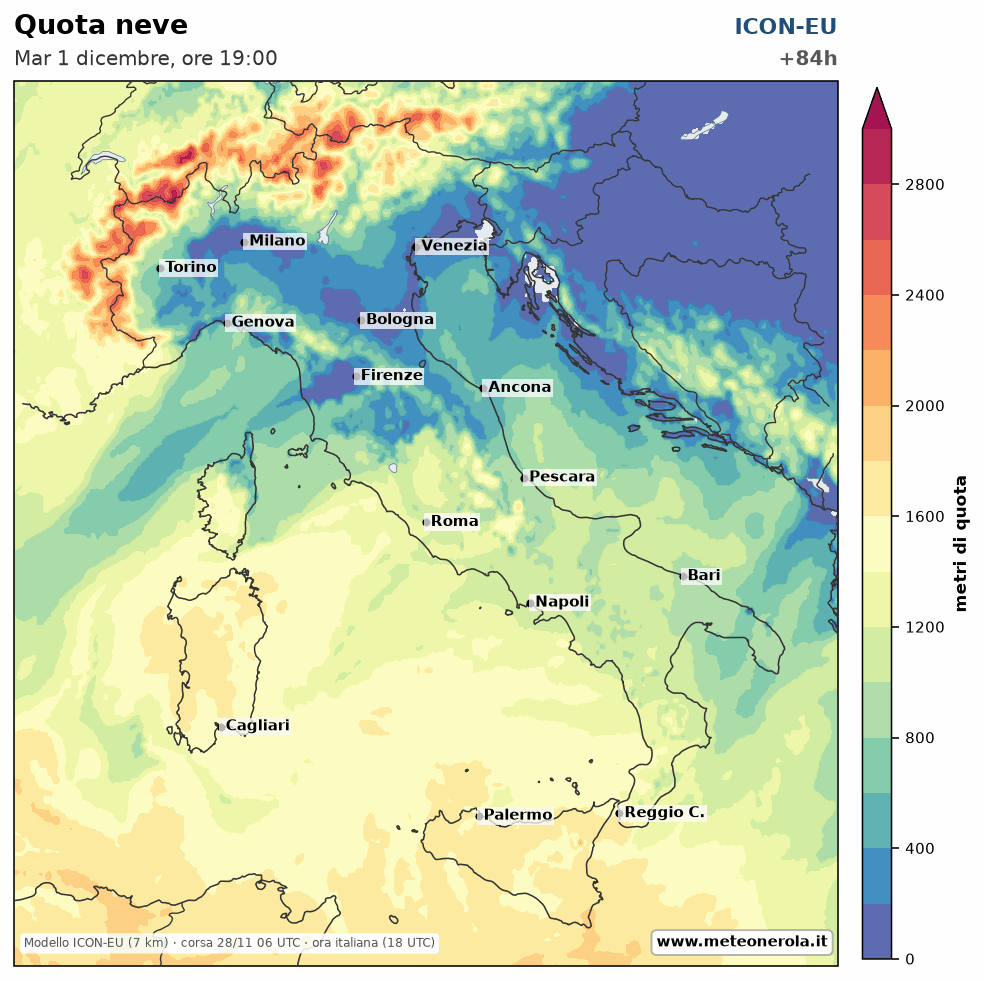 Quota neve
ICON-EU
Mar 1 dicembre, ore 19:00
+84h
Milano
Venezia
Torino
Genova
Bologna
Firenze
Ancona
Pescara
Roma
Bari
Napoli
Cagliari
Palermo
Reggio C.
2800
2400
2000
1600
1200
800
400
0
metri di quota
Modello ICON-EU (7 km) · corsa 28/11 06 UTC · ora italiana (18 UTC)
www.meteonerola.it